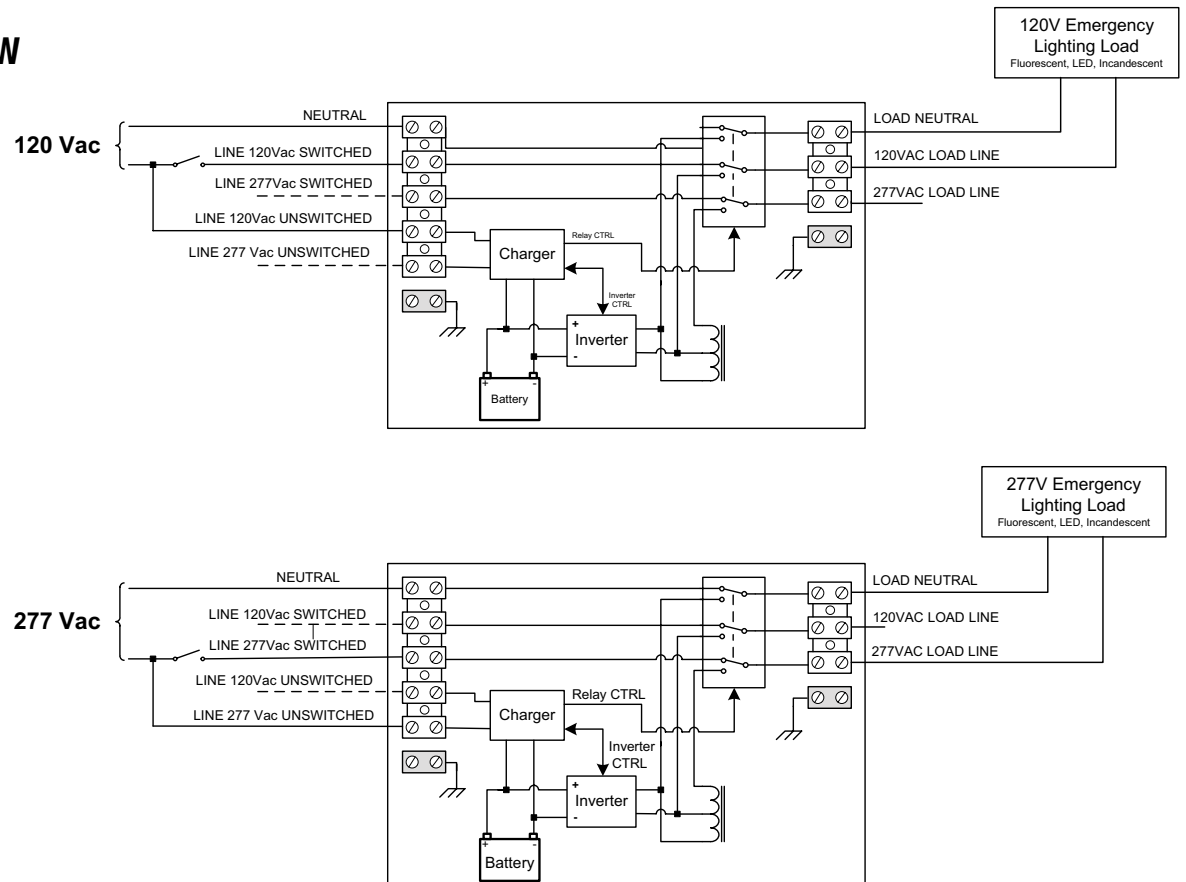 N
120V Emergency
Lighting Load
Fluorescent, LED, Incandescent
120 Vac
NEUTRAL
LINE 120Vac SWITCHED
LINE 277Vac SWITCHED
LINE 120Vac UNSWITCHED
LINE 277 Vac UNSWITCHED
Charger
Relay CTRL
Inverter
CTRL
+
Inverter
-
+ -
Battery
LOAD NEUTRAL
120VAC LOAD LINE
277VAC LOAD LINE
277V Emergency
Lighting Load
Fluorescent, LED, Incandescent
277 Vac
NEUTRAL
LINE 120Vac SWITCHED
LINE 277Vac SWITCHED
LINE 120Vac UNSWITCHED
LINE 277 Vac UNSWITCHED
Charger
Relay CTRL
Inverter
CTRL
+
Inverter
-
+ -
Battery
LOAD NEUTRAL
120VAC LOAD LINE
277VAC LOAD LINE